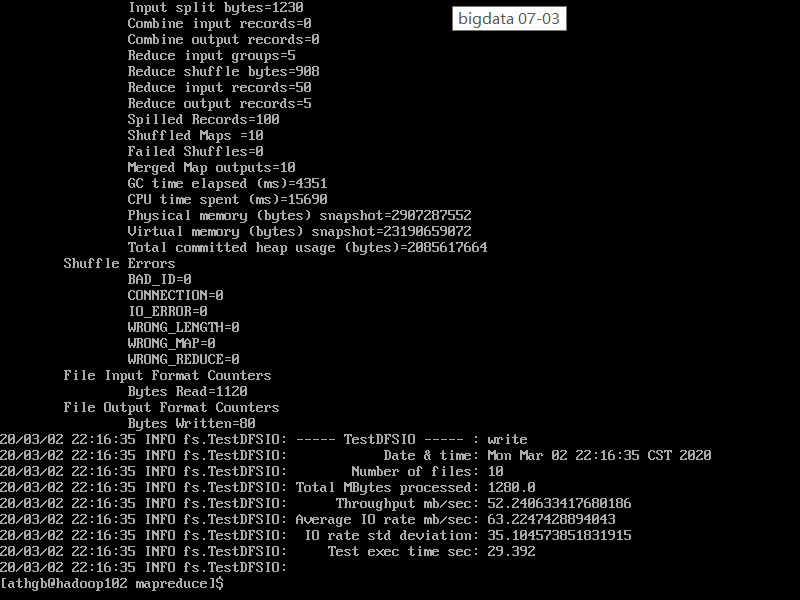 Input split bytes=1230
bigdata 07-03
Combine input records=0
Combine output records=0
Reduce input groups=5
Reduce shuffle bytes=908
Reduce input records=50
Reduce output records=5
Spilled Records=100
Shuffled Maps =10
Failed Shuffles=0
Merged Map outputs=10
GC time elapsed (ms)=4351
CPU time spent (ms)=15690
Physical memory (bytes) snapshot=2907287552
Virtual memory (bytes) snapshot=23190659072
Total committed heap usage (bytes)=2085617664
Shuffle Errors
BAD_ID=0
CONNECTION=0
IO_ERROR=0
WRONG_LENGTH=0
WRONG_MAP=0
WRONG_REDUCE=0
File Input Format Counters
Bytes Read=1120
File Output Format Counters
Bytes Written=80
20/03/02 22:16:35 INFO fs.TestDFSIO: ----- TestDFSIO ----- : write
20/03/02 22:16:35 INFO fs.TestDFSIO: Date & time: Mon Mar 02 22:16:35 CST 2020
20/03/02 22:16:35 INFO fs.TestDFSIO: Number of files: 10
20/03/02 22:16:35 INFO fs.TestDFSIO: Total MBytes processed: 1280.0
20/03/02 22:16:35 INFO fs.TestDFSIO: Throughput mb/sec: 52.240633417680186
20/03/02 22:16:35 INFO fs.TestDFSIO: Average IO rate mb/sec: 63.2247428894043
20/03/02 22:16:35 INFO fs.TestDFSIO: IO rate std deviation: 35.104573851831915
20/03/02 22:16:35 INFO fs.TestDFSIO: Test exec time sec: 29.392
20/03/02 22:16:35 INFO fs.TestDFSIO:
[athgb@hadoop102 mapreduce]$